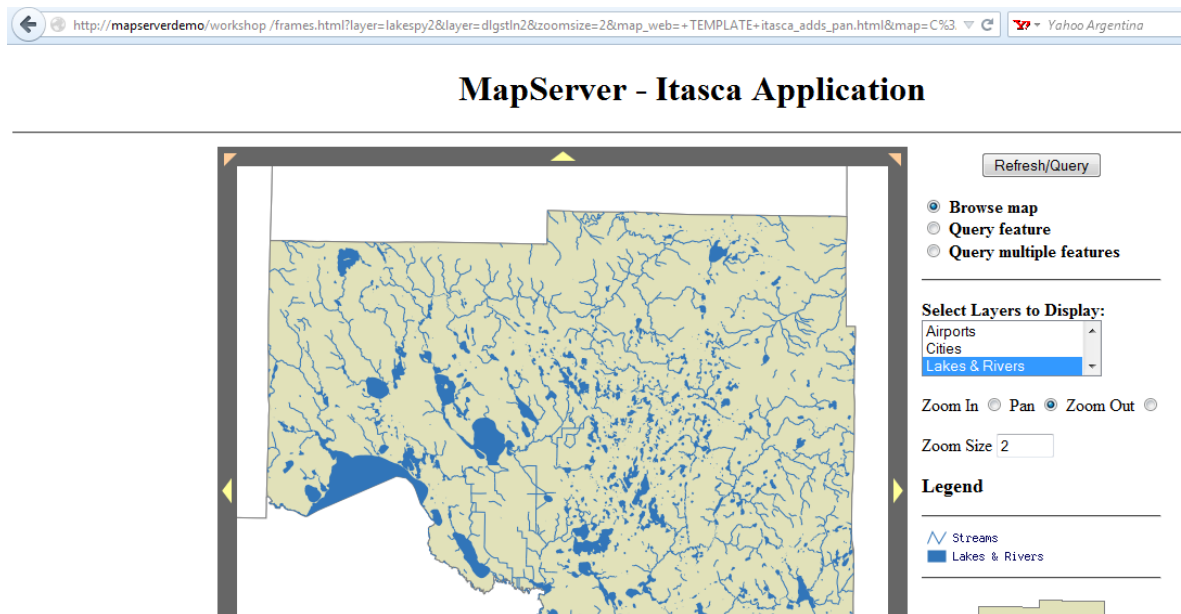 http://mapserverdemo/workshop /frames.html?layer=lakespy2&layer=dlgstln2&zoomsize=2&map_web=+TEMPLATE+itasca_adds_pan.html&map=C%3.
Yahoo Argentina
MapServer - Itasca Application
Refresh/Query
Browse map
Query feature
Query multiple features
Select Layers to Display:
Airports
Cities
Lakes & Rivers
Zoom In Pan Zoom Out
Zoom Size 2
Legend
Streams
Lakes & Rivers